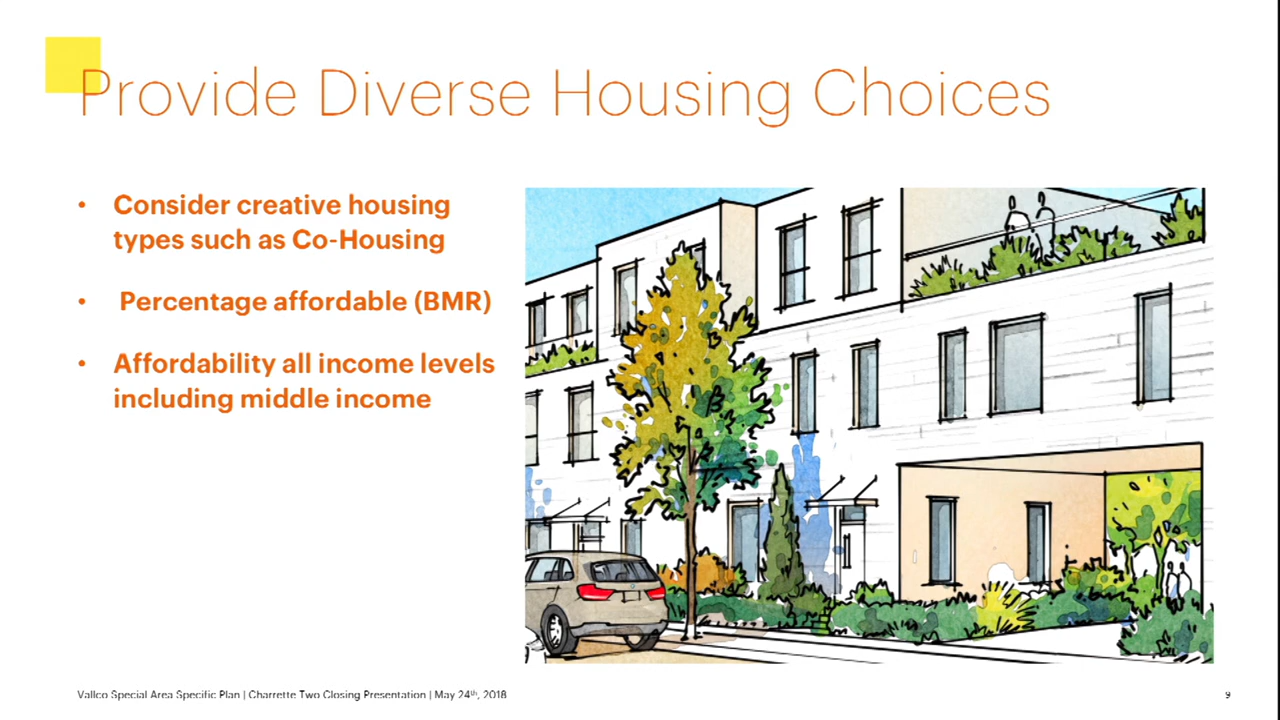 Provide Diverse Housing Choices
• Consider creative housing
types such as Co-Housing
• Percentage affordable (BMR)
• Affordability all income levels
including middle income
Vallco Special Area Specific Plan | Charrette Two Closing Presentation | May 24th, 2018
9